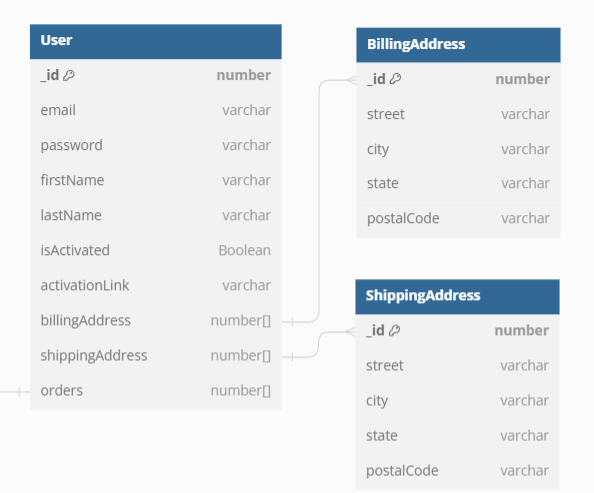 User
_id number
email varchar
password varchar
firstName varchar
lastName varchar
isActivated Boolean
activationLink varchar
billingAddress number[]
shippingAddress number[]
orders number[]
BillingAddress
_id number
street varchar
city varchar
state varchar
postalCode varchar
ShippingAddress
_id number
street varchar
city varchar
state varchar
postalCode varchar